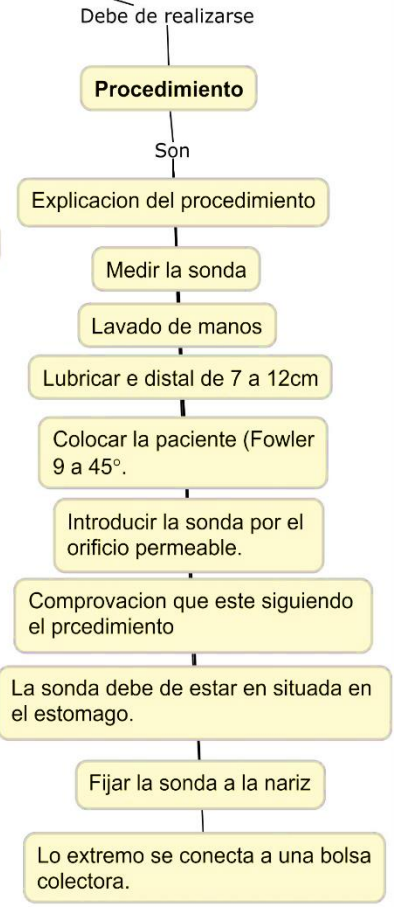 Debe de realizarse
Procedimiento
Son
Explicacion del procedimiento
Medir la sonda
Lavado de manos
Lubricar e distal de 7 a 12cm
Colocar la paciente (Fowler
9 a 45°.
Introducir la sonda por el
orificio permeable.
Comprovacion que este siguiendo
el prcedimiento
La sonda debe de estar en situada en
el estomago.
Fijar la sonda a la nariz
Lo extremo se conecta a una bolsa
colectora.